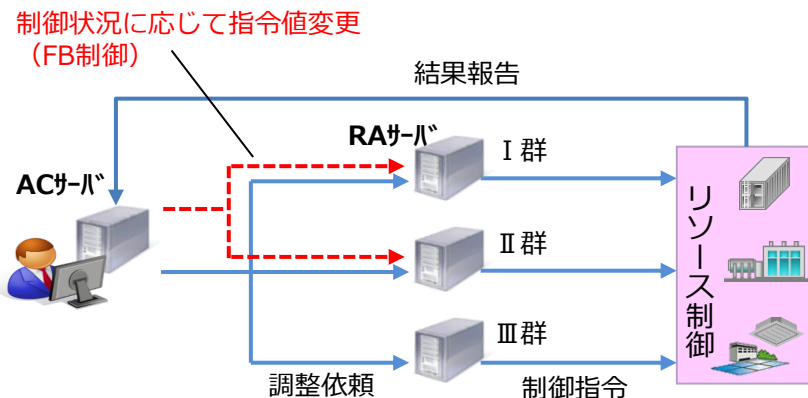 制御状況に応じて指令値変更
（FB制御）
結果報告
RAｻｰﾊﾞ
Ⅰ群
ACｻｰﾊﾞ
Ⅱ群
リソース制御
Ⅲ群
調整依頼
制御指令